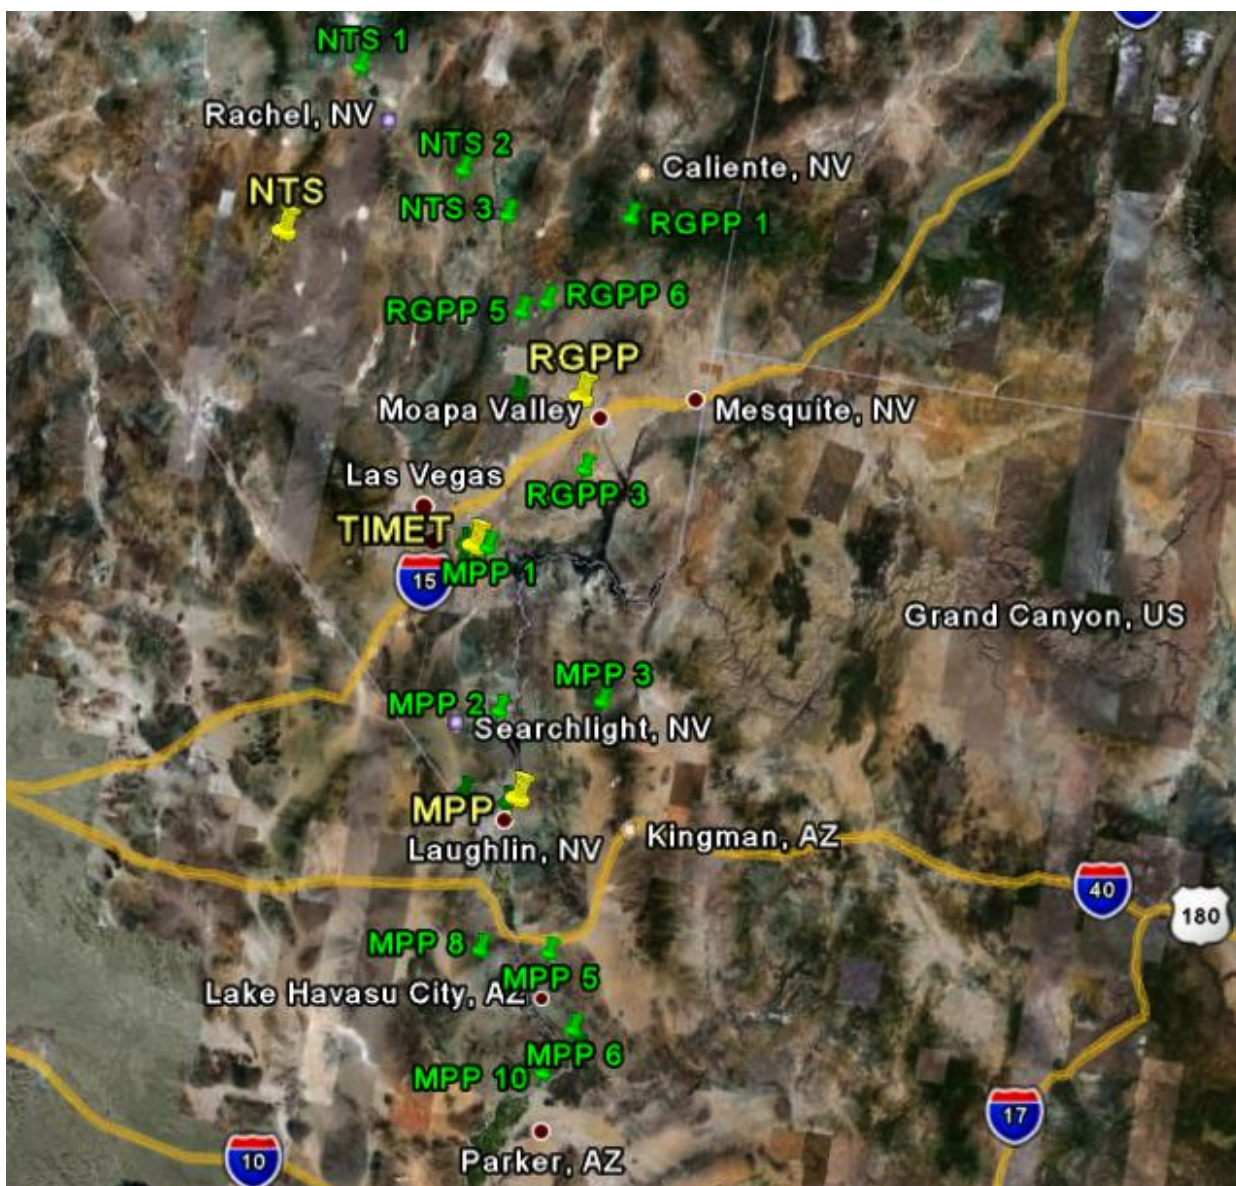 NTS 1
Rachel, NV
NTS 2
Caliente, NV
NTS
NTS 3
RGPP 1
RGPP 5
RGPP 6
RGPP
Moapa Valley
Mesquite, NV
Las Vegas
RGPP 3
TIMET
15
MPP 1
Grand Canyon, US
MPP 3
MPP 2
Searchlight, NV
MPP
Laughlin, NV
Kingman, AZ
40
180
MPP 8
MPP 5
Lake Havasu City, AZ
MPP 6
MPP 10
17
10
Parker, AZ